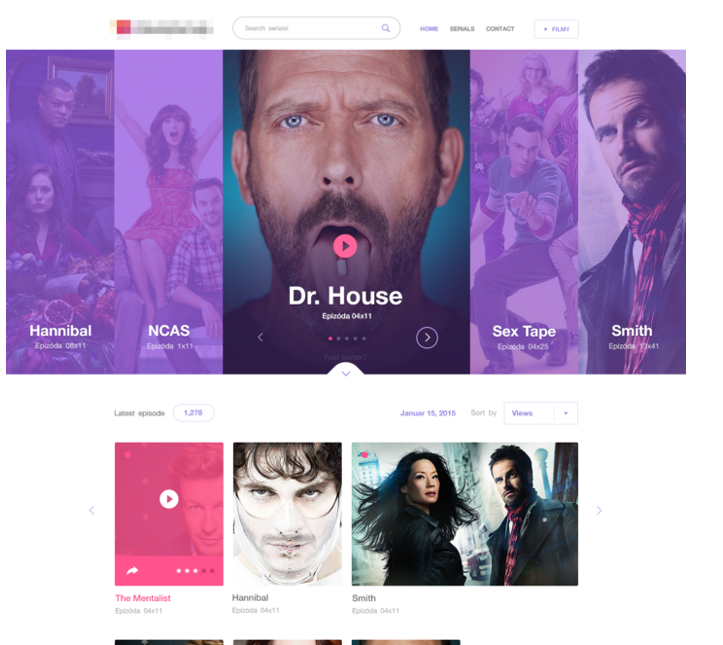 Search serials!
HOME
SERIALS
CONTACT
FILMY
Hannibal
Epizóda 08x11
NCAS
Epizóda 1x11
Dr. House
Epizóda 04x11
Feel better?
Sex Tape
Epizóda 04x25
Smith
Epizóda 13x41
Latest episode
1,278
Januar 15, 2015
Sort by
Views
The Mentalist
Epizóda 04x11
Hannibal
Epizóda 04x11
Smith
Epizóda 04x11